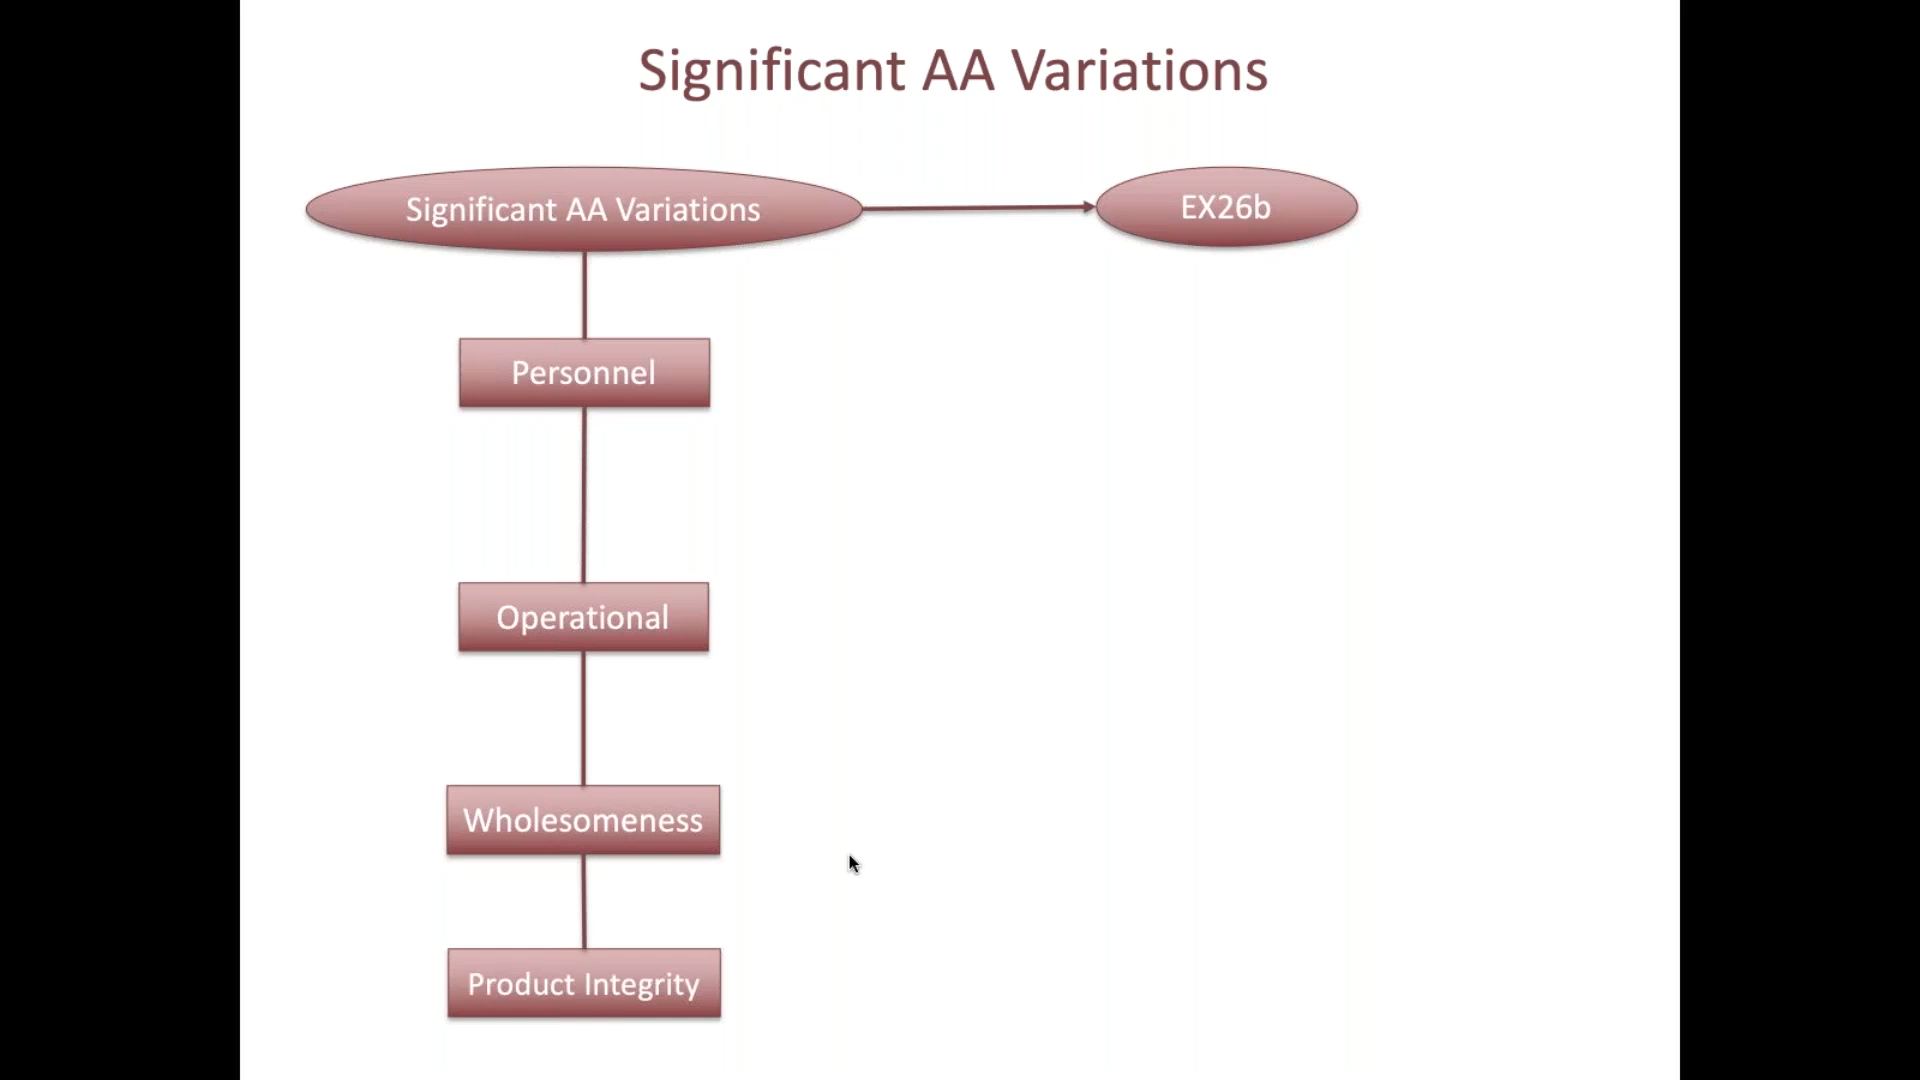 Significant AA Variations
Significant AA Variations
EX26b
Personnel
Operational
Wholesomeness
Product Integrity